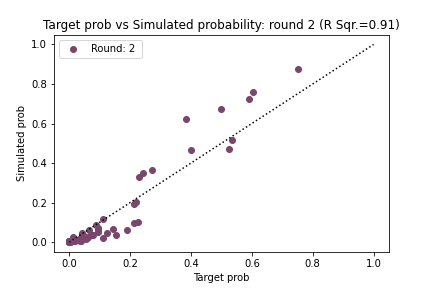 Target prob vs Simulated probability: round 2 (R Sqr.=0.91)
Round: 2
1.0
0.8
0.6
0.4
0.2
0.0
Simulated prob
0.0 0.2 0.4 0.6 0.8 1.0
Target prob